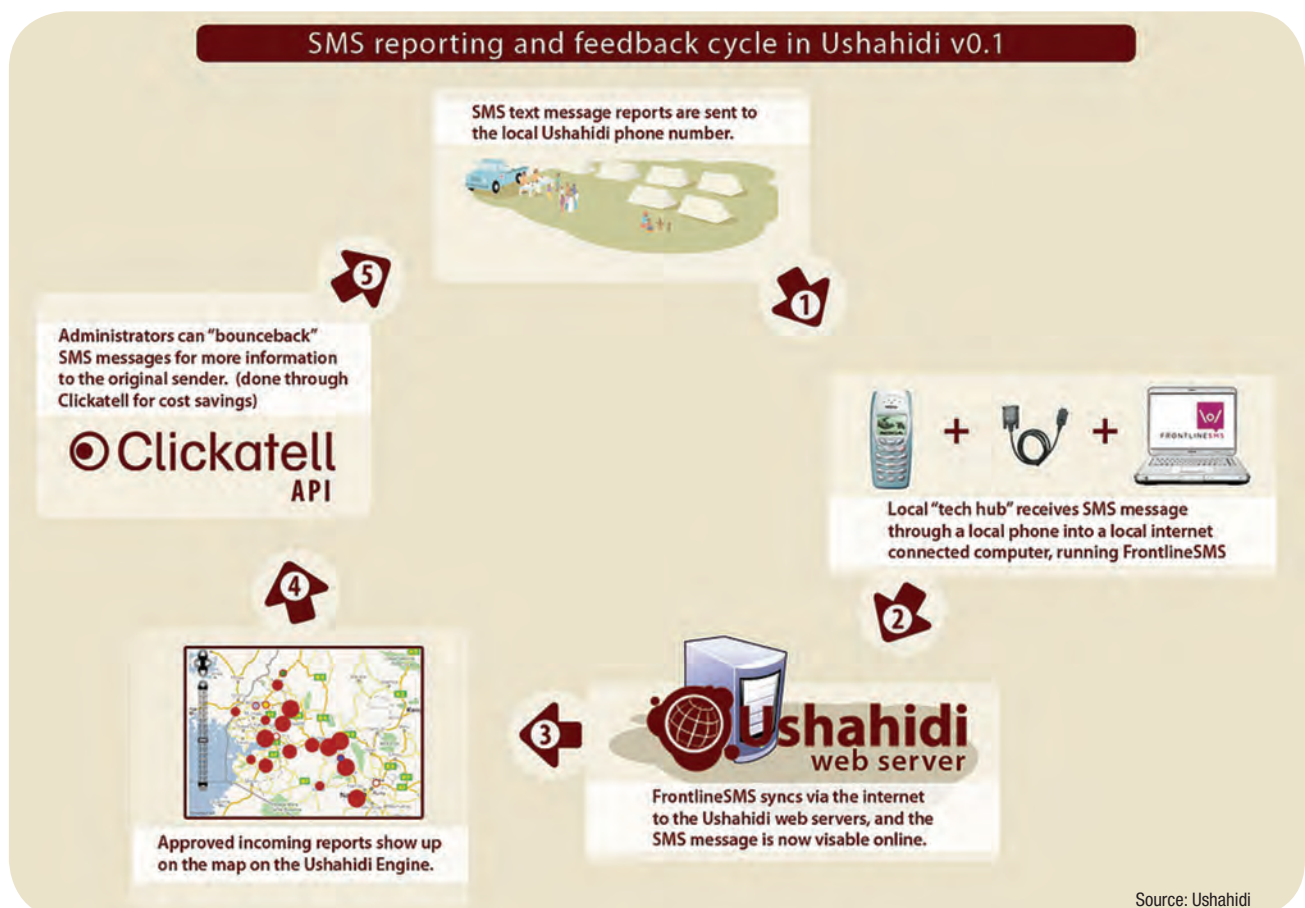 SMS reporting and feedback cycle in Ushahidi v0.1
SMS text message reports are sent to
the local Ushahidi phone number.
1
FRONTLINESMS
Local "tech hub" receives SMS message
through a local phone into a local internet
connected computer, running FrontlineSMS
2
Ushahidi
web server
FrontlineSMS syncs via the internet
to the Ushahidi web servers, and the
SMS message is now visable online.
3
Approved incoming reports show up
on the map on the Ushahidi Engine.
4
Administrators can "bounceback"
SMS messages for more information
to the original sender. (done through
Clickatell for cost savings)
Clickatell
API
5
Source: Ushahidi